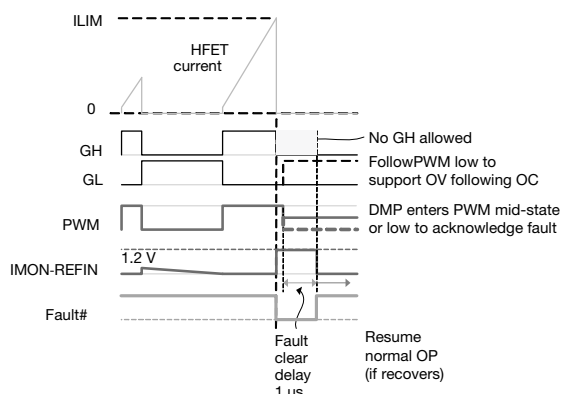 ILIM
HFET
current
0
GH
No GH allowed
GL
FollowPWM low to
support OV following OC
PWM
DMP enters PWM mid-state
or low to acknowledge fault
1.2 V
IMON-REFIN
Fault#
Fault
clear
delay
1 us
Resume
normal OP
(if recovers)